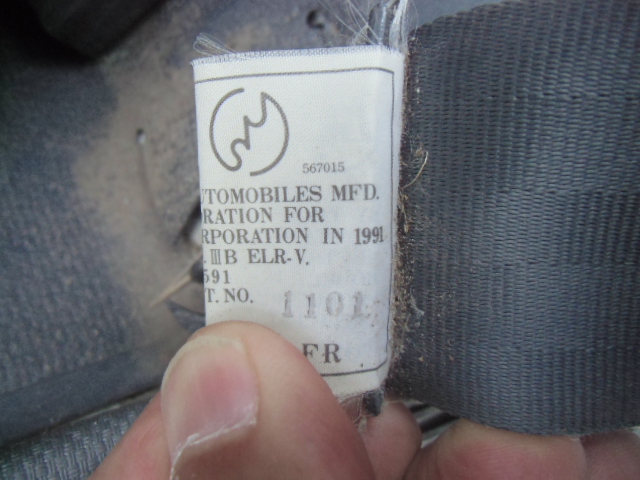 567015
UTOMOBILES MFD.
RATION FOR
RPORATION IN 1991
. ⅢB ELR-V.
591
T. NO. 1101
FR